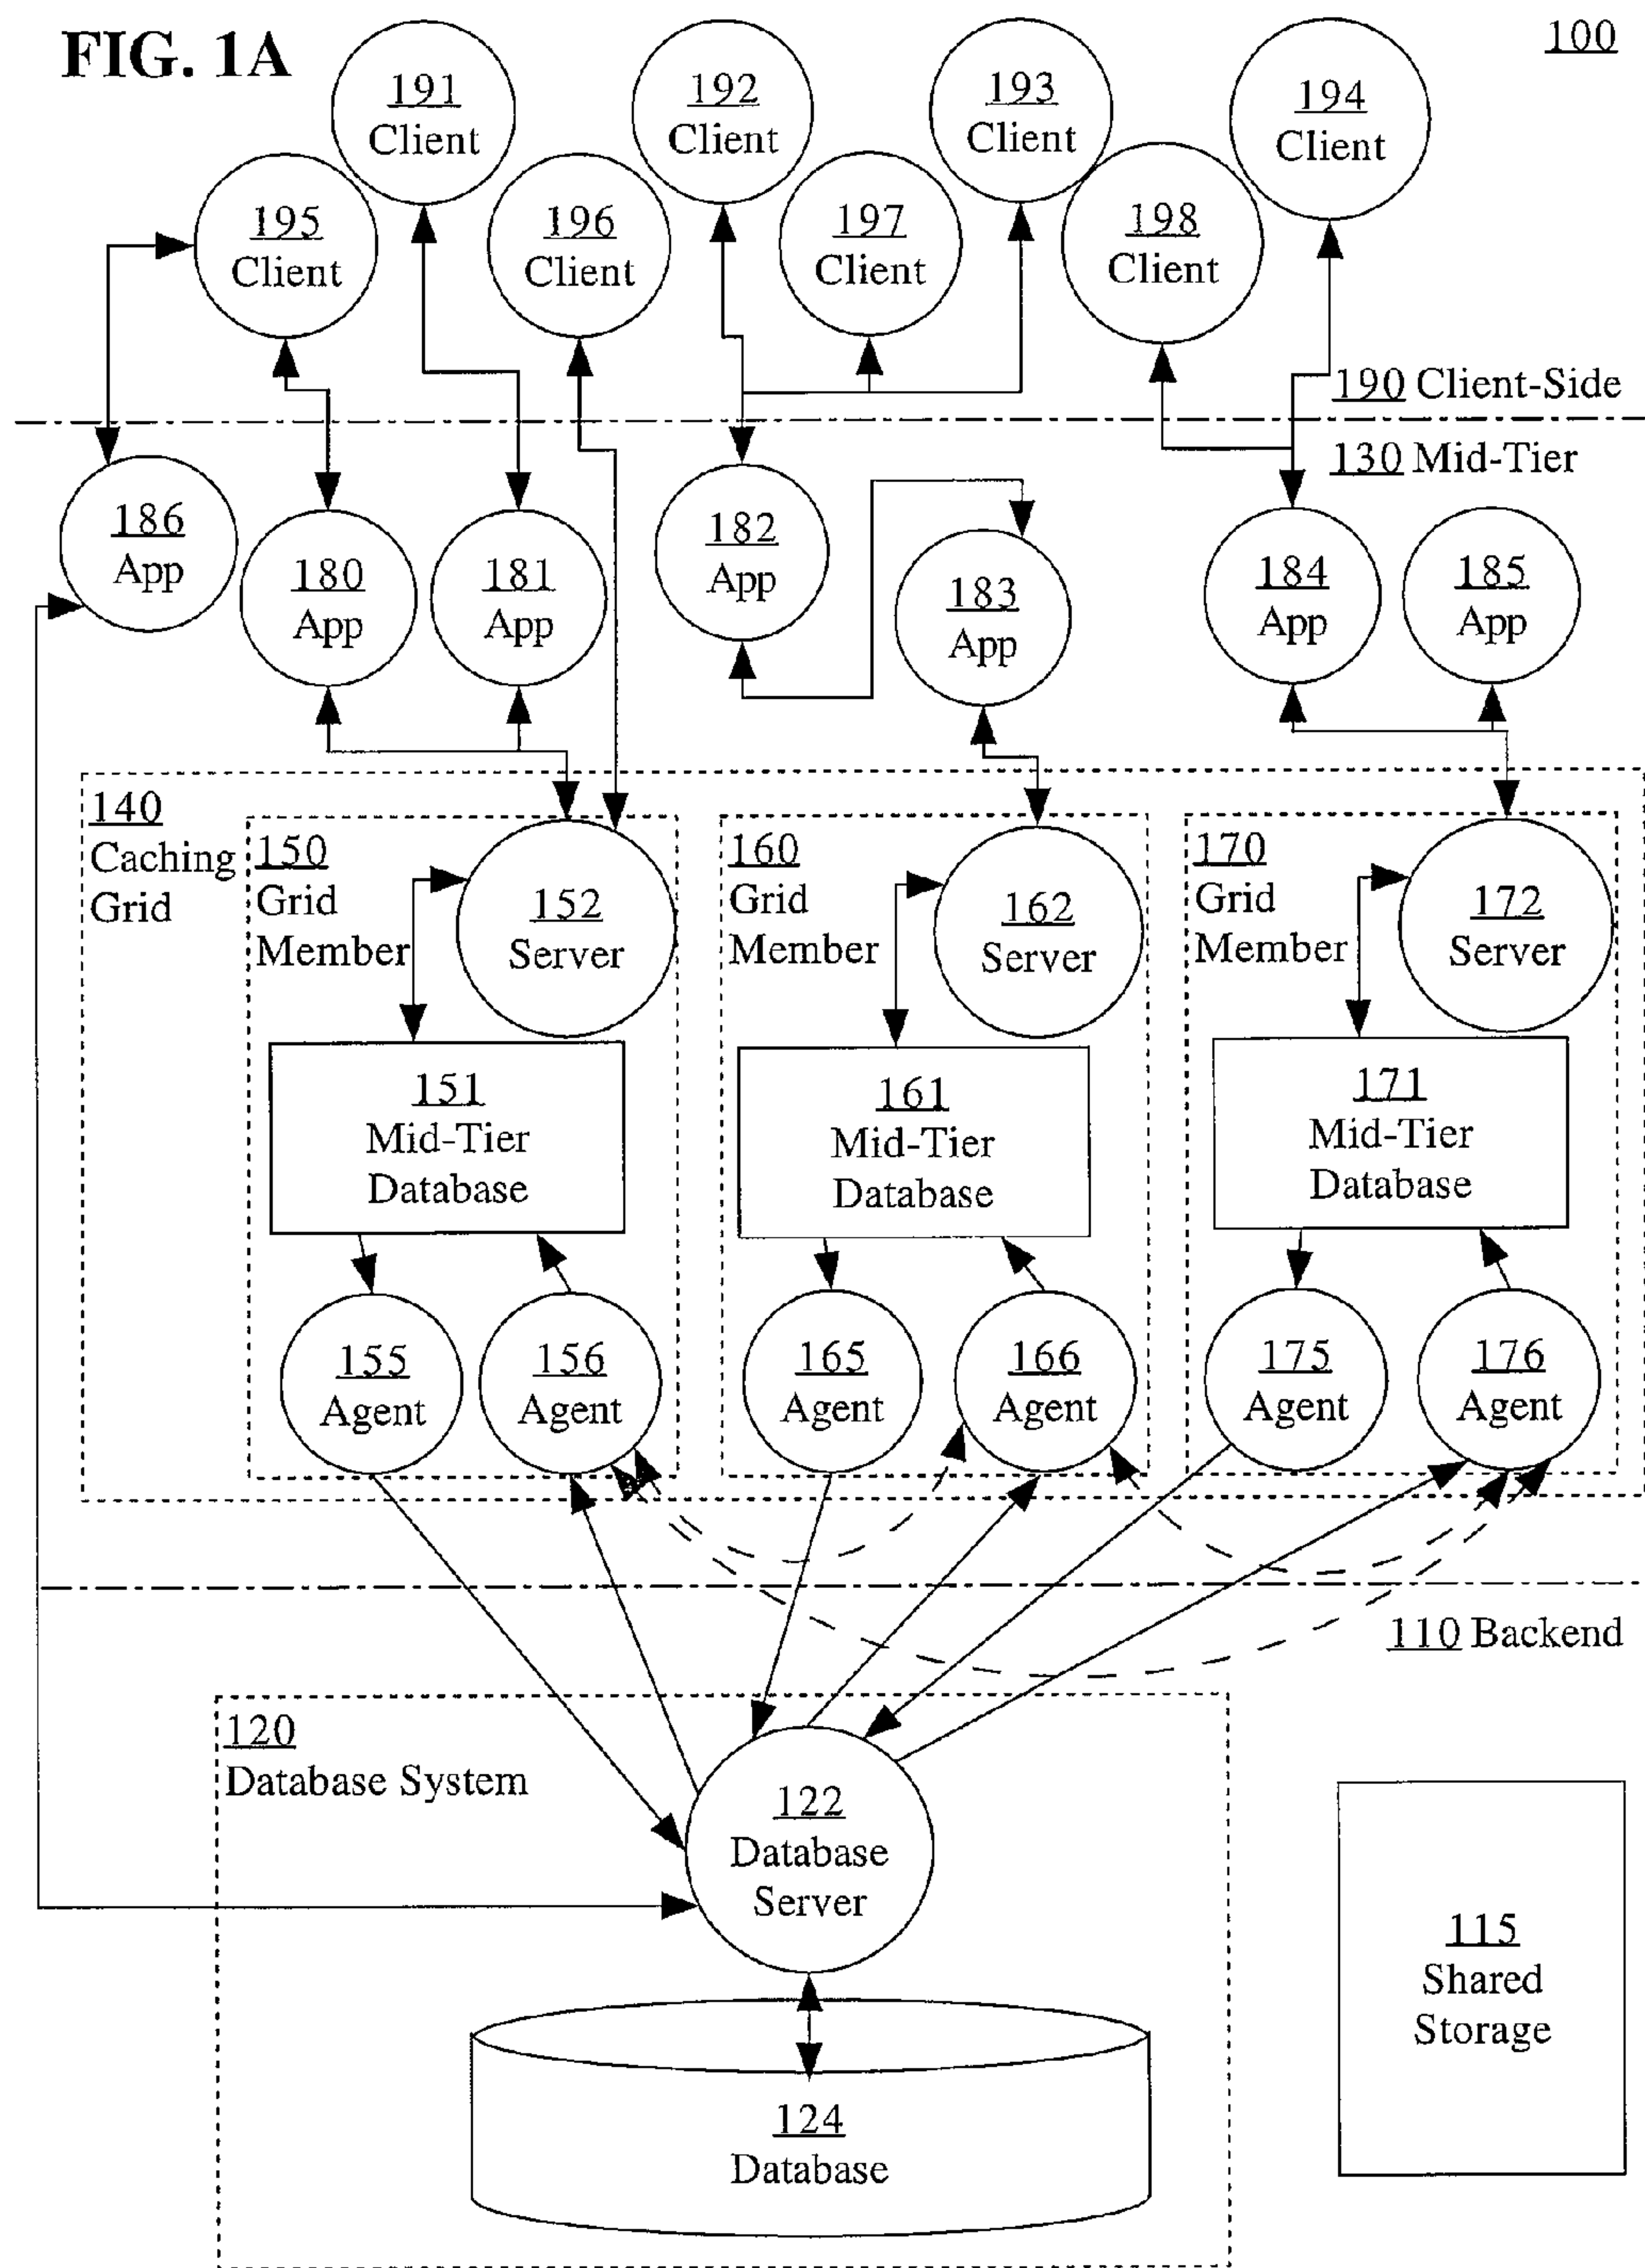 FIG. 1A
100
191
Client
192
Client
193
Client
194
Client
195
Client
196
Client
197
Client
198
Client
190 Client-Side
130 Mid-Tier
186
App
180
App
181
App
182
App
183
App
184
App
185
App
140
Caching
Grid
150
Grid
Member
152
Server
160
Grid
Member
162
Server
170
Grid
Member
172
Server
151
Mid-Tier
Database
161
Mid-Tier
Database
171
Mid-Tier
Database
155
Agent
156
Agent
165
Agent
166
Agent
175
Agent
176
Agent
110 Backend
120
Database System
122
Database
Server
115
Shared
Storage
124
Database